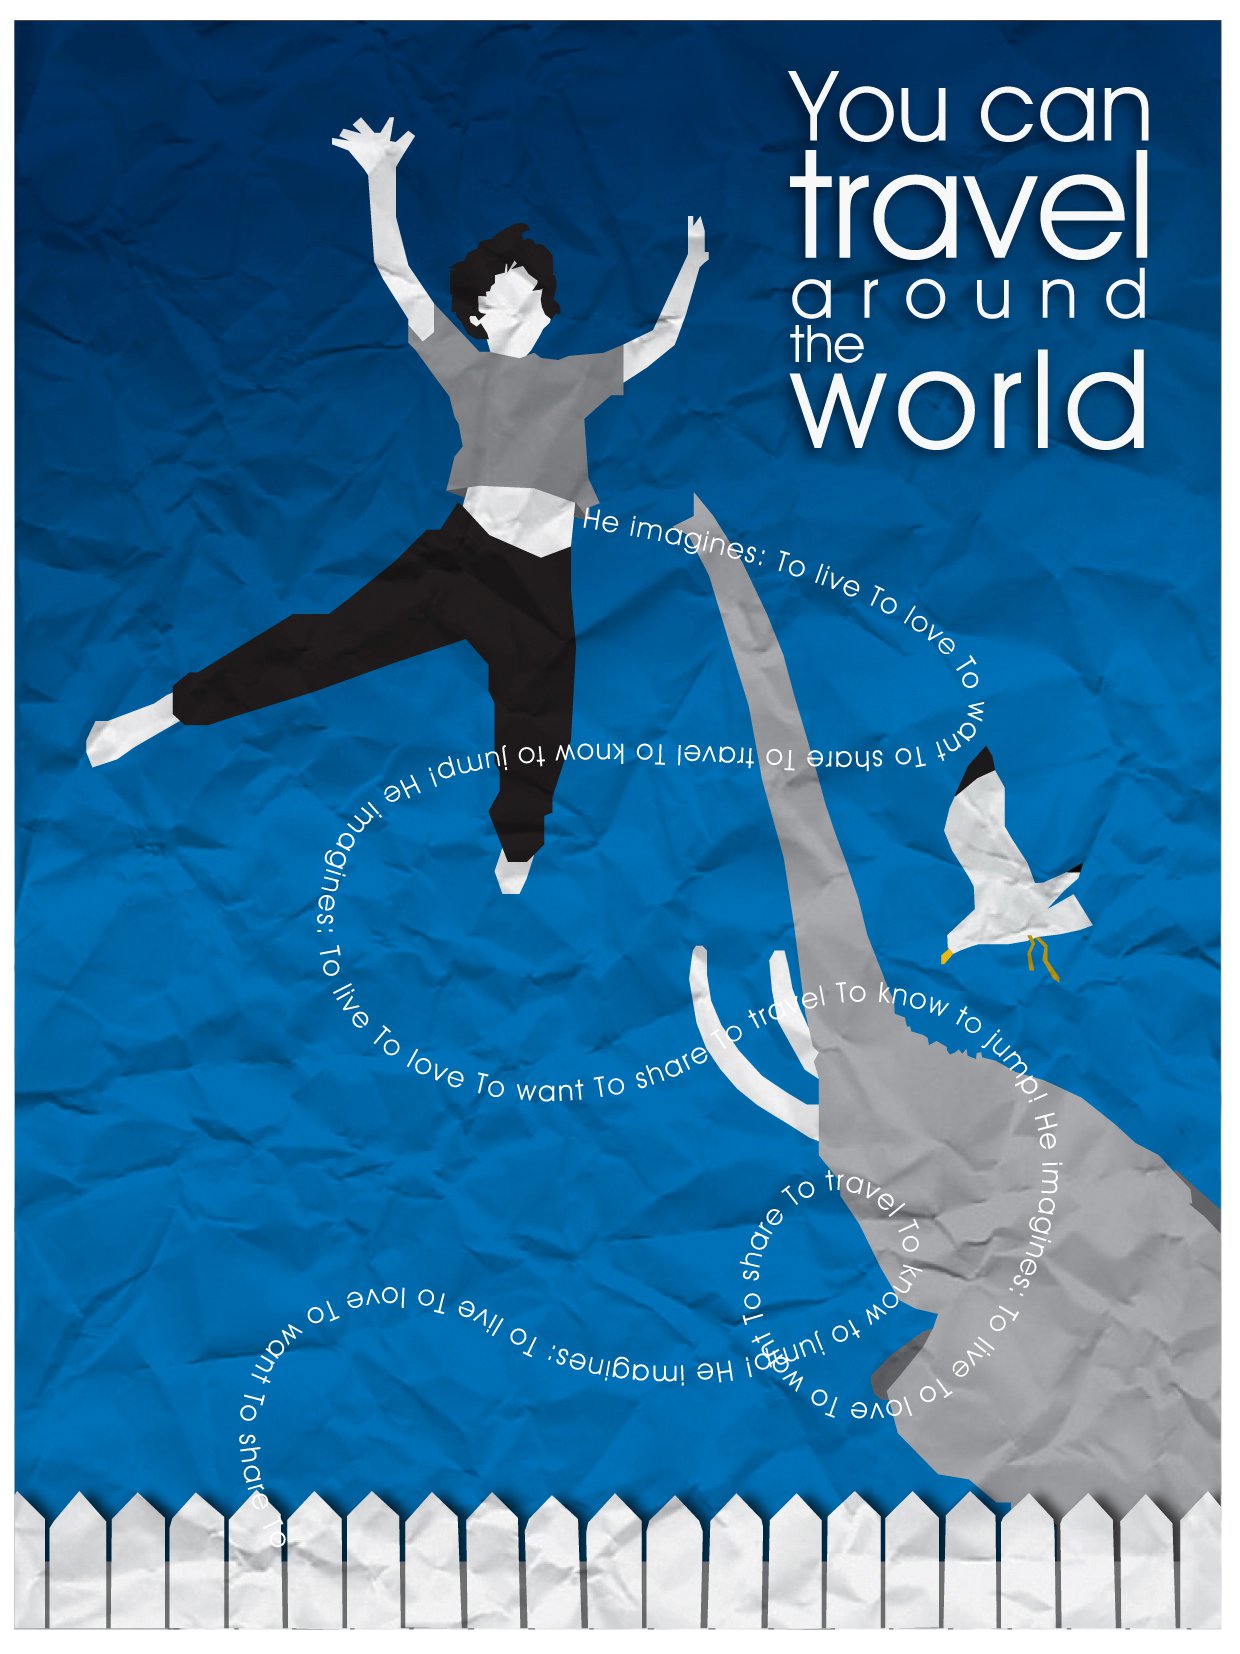 You can
travel
around
the
world
He imagines: To live To love To want To share To travel To know to jump! He imagines: To live To love To want To share To travel To know to jump! He imagines: To live To love To want To share To travel To know to jump! He imagines: To live To love To want To share To